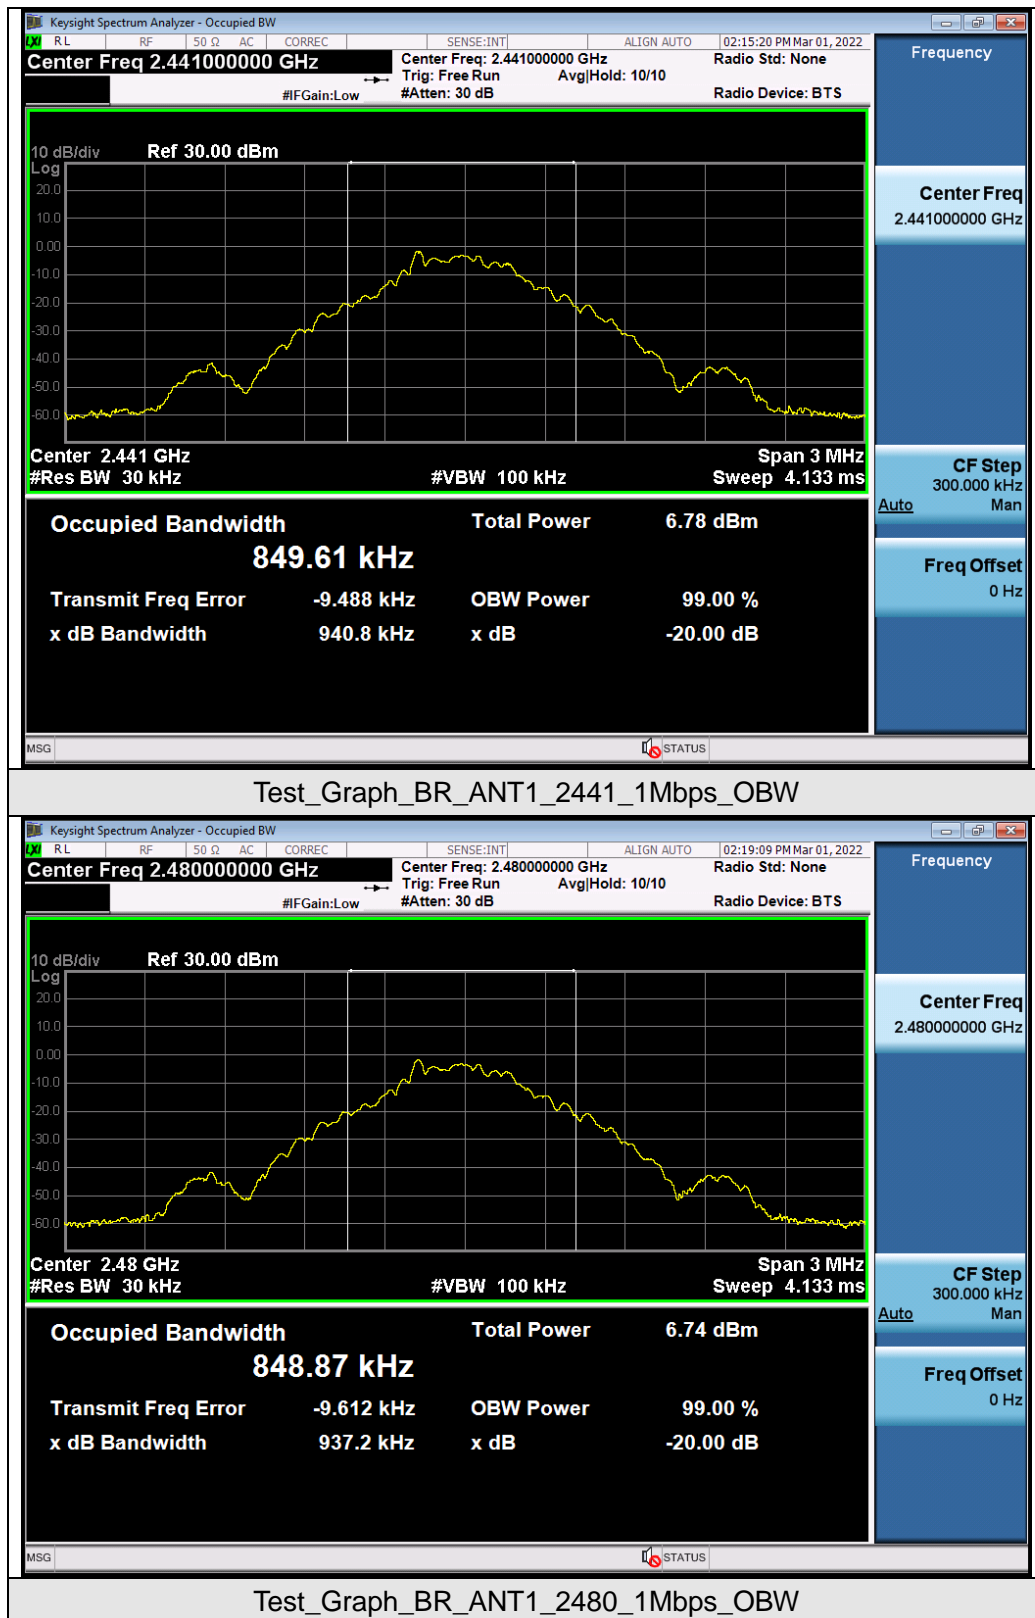 Keysight Spectrum Analyzer - Occupied BW
LXI RL RF 50 Ω AC CORREC SENSE:INT ALIGN AUTO 02:15:20 PM Mar 01, 2022
Center Freq 2.441000000 GHz
Center Freq: 2.441000000 GHz Radio Std: None
Trig: Free Run Avg|Hold: 10/10
#IFGain:Low #Atten: 30 dB Radio Device: BTS
Frequency
10 dB/div Ref 30.00 dBm
Log
20.0
10.0
0.00
-10.0
-20.0
-30.0
-40.0
-50.0
-60.0
Center 2.441 GHz Span 3 MHz
#Res BW 30 kHz #VBW 100 kHz Sweep 4.133 ms
Center Freq
2.441000000 GHz
CF Step
300.000 kHz
Auto Man
Freq Offset
0 Hz
Occupied Bandwidth Total Power 6.78 dBm
849.61 kHz
Transmit Freq Error -9.488 kHz OBW Power 99.00 %
x dB Bandwidth 940.8 kHz x dB -20.00 dB
MSG STATUS
Test_Graph_BR_ANT1_2441_1Mbps_OBW
Keysight Spectrum Analyzer - Occupied BW
LXI RL RF 50 Ω AC CORREC SENSE:INT ALIGN AUTO 02:19:09 PM Mar 01, 2022
Center Freq 2.480000000 GHz
Center Freq: 2.480000000 GHz Radio Std: None
Trig: Free Run Avg|Hold: 10/10
#IFGain:Low #Atten: 30 dB Radio Device: BTS
Frequency
10 dB/div Ref 30.00 dBm
Log
20.0
10.0
0.00
-10.0
-20.0
-30.0
-40.0
-50.0
-60.0
Center 2.48 GHz Span 3 MHz
#Res BW 30 kHz #VBW 100 kHz Sweep 4.133 ms
Center Freq
2.480000000 GHz
CF Step
300.000 kHz
Auto Man
Freq Offset
0 Hz
Occupied Bandwidth Total Power 6.74 dBm
848.87 kHz
Transmit Freq Error -9.612 kHz OBW Power 99.00 %
x dB Bandwidth 937.2 kHz x dB -20.00 dB
MSG STATUS
Test_Graph_BR_ANT1_2480_1Mbps_OBW